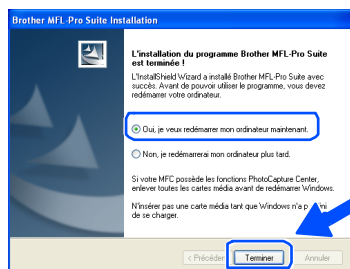 Brother MFL-Pro Suite Installation
L'installation du programme Brother MFL-Pro Suite
est terminée !
L'InstallShield Wizard a installé Brother MFL-Pro Suite avec
succès. Avant de pouvoir utiliser le programme, vous devez
redémarrer votre ordinateur.
Oui, je veux redémarrer mon ordinateur maintenant.
Non, je redémarrerai mon ordinateur plus tard.
Si votre MFC possède les fonctions PhotoCapture Center,
enlever toutes les cartes média avant de redémarrer Windows.
N'insérer pas une carte média tant que Windows n'a
de se charger.
< Précéder
Terminer
Annuler